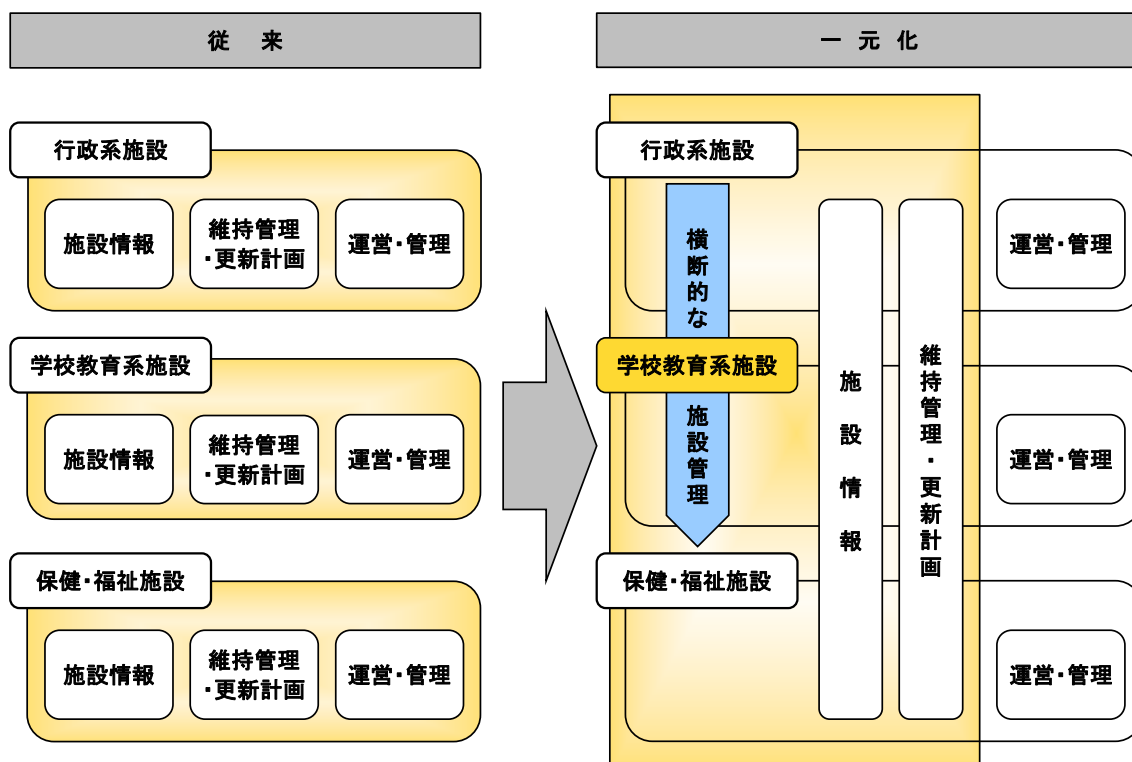 従 来
行政系施設
施設情報
維持管理
・更新計画
運営・管理
学校教育系施設
施設情報
維持管理
・更新計画
運営・管理
保健・福祉施設
施設情報
維持管理
・更新計画
運営・管理
一 元 化
行政系施設
横断的な
学校教育系施設
施設管理
保健・福祉施設
施設情報
維持管理・更新計画
運営・管理
運営・管理
運営・管理